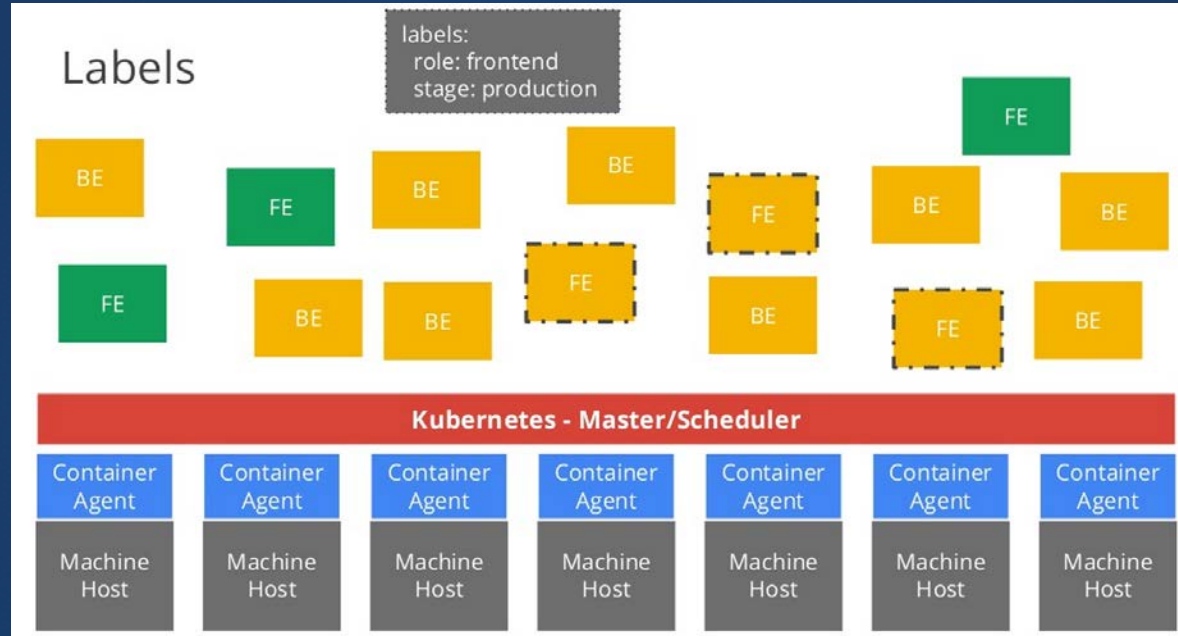 Labels
labels:
role: frontend
stage: production
FE
BE
FE
BE
BE
FE
BE
BE
FE
BE
BE
FE
BE
FE
BE
Kubernetes - Master/Scheduler
Container
Agent
Container
Agent
Container
Agent
Container
Agent
Container
Agent
Container
Agent
Container
Agent
Machine
Host
Machine
Host
Machine
Host
Machine
Host
Machine
Host
Machine
Host
Machine
Host